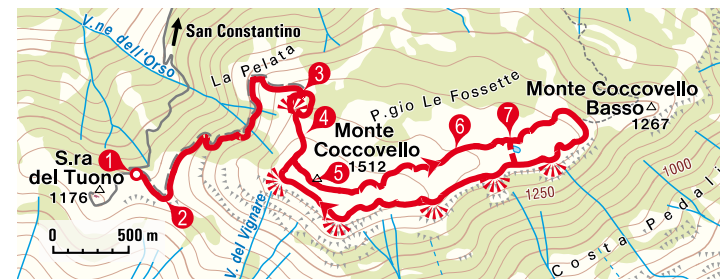 San Constantino
V.ne dell'Orso
La Pelata
3
P.gio Le Fossette
Monte Coccovello
Basso
1267
4
Monte
Coccovello
1512
6
7
1
S.ra
del Tuono
1176
5
2
1000
1250
0 500 m
V. del Vignare
Costa Pedali